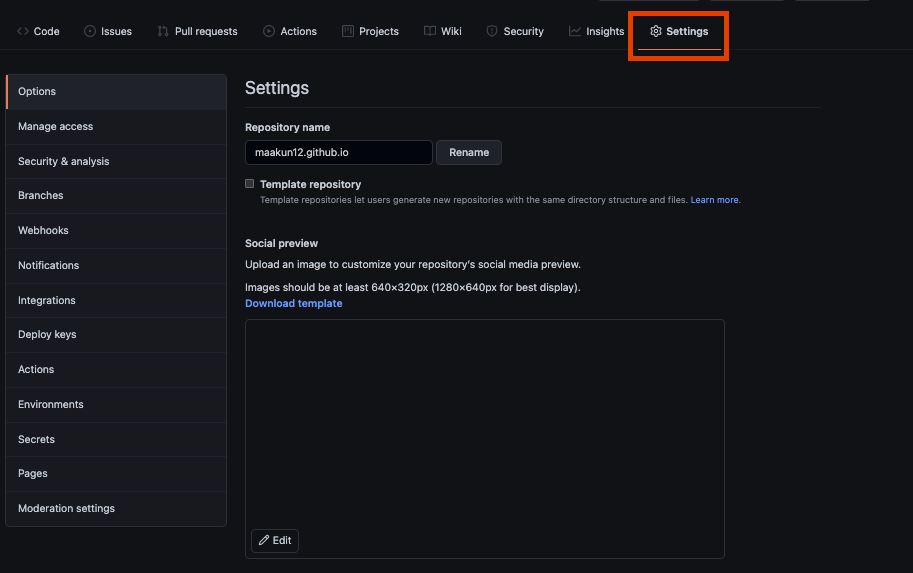 Code Issues Pull requests Actions Projects Wiki Security Insights Settings
Options
Manage access
Security & analysis
Branches
Webhooks
Notifications
Integrations
Deploy keys
Actions
Environments
Secrets
Pages
Moderation settings
Settings
Repository name
maakun12.github.io Rename
Template repository
Template repositories let users generate new repositories with the same directory structure and files. Learn more.
Social preview
Upload an image to customize your repository's social media preview.
Images should be at least 640×320px (1280×640px for best display).
Download template
Edit